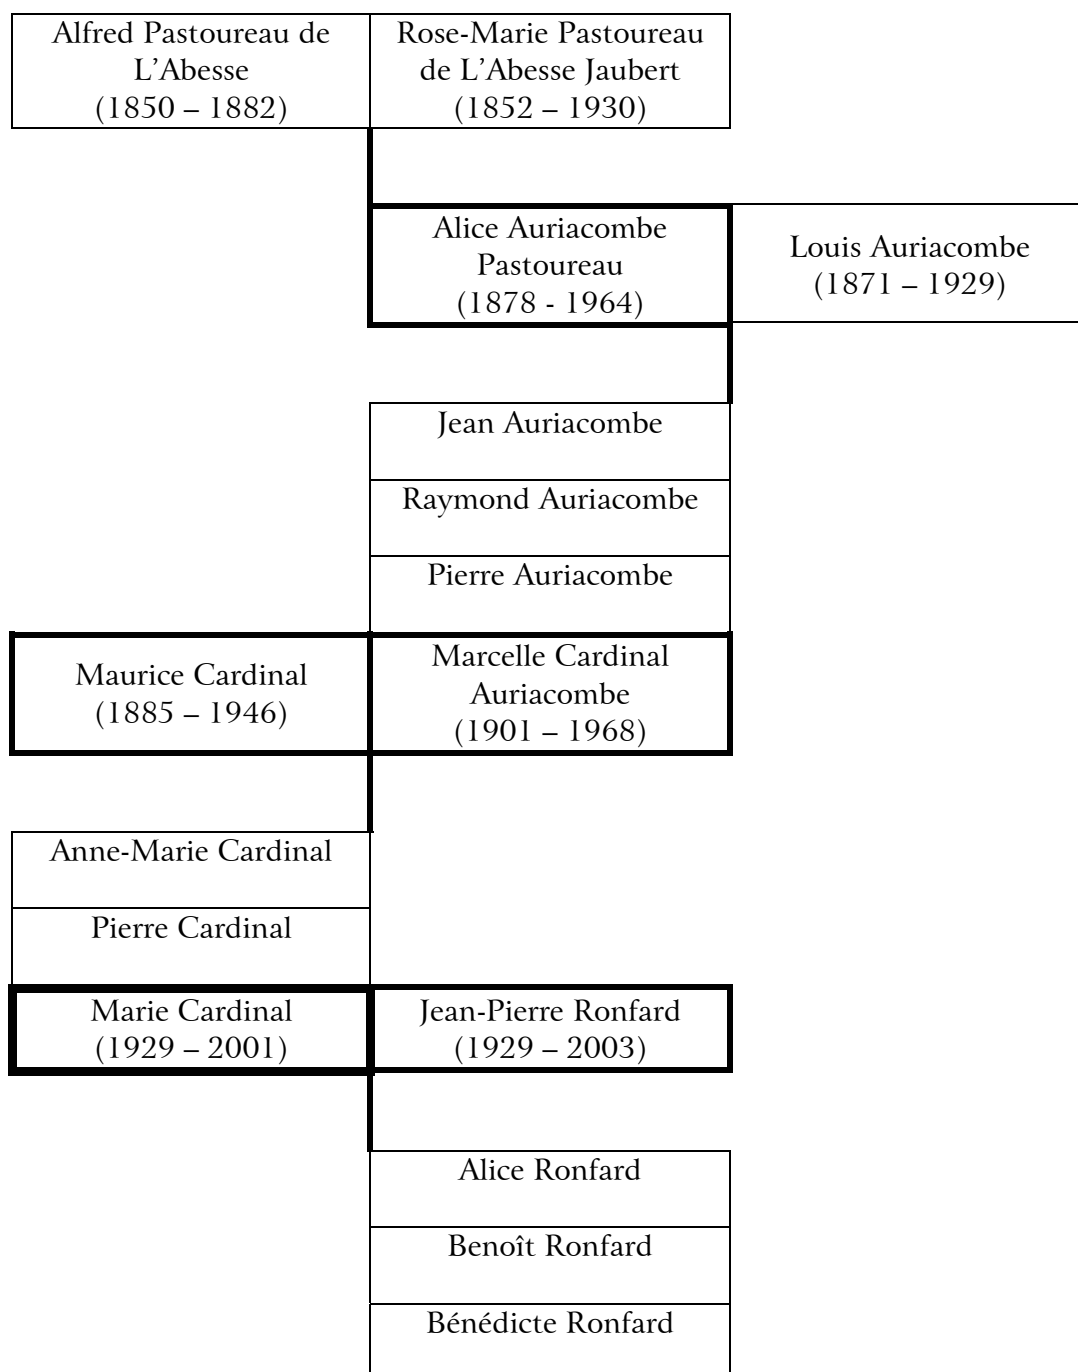 Alfred Pastoureau de
L’Abesse
(1850 – 1882)
Rose-Marie Pastoureau
de L’Abesse Jaubert
(1852 – 1930)
Alice Auriacombe
Pastoureau
(1878 - 1964)
Louis Auriacombe
(1871 – 1929)
Jean Auriacombe
Raymond Auriacombe
Pierre Auriacombe
Maurice Cardinal
(1885 – 1946)
Marcelle Cardinal
Auriacombe
(1901 – 1968)
Anne-Marie Cardinal
Pierre Cardinal
Marie Cardinal
(1929 – 2001)
Jean-Pierre Ronfard
(1929 – 2003)
Alice Ronfard
Benoît Ronfard
Bénédicte Ronfard